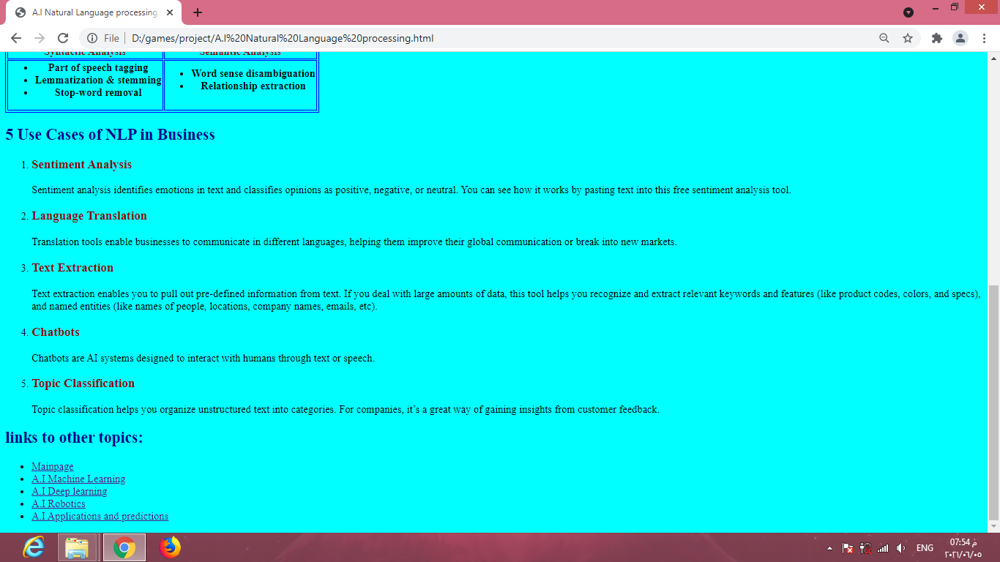 A.I Natural Language processing
File
D:/games/project/A.I%20Natural%20Language%20processing.html
Syntactic Analysis
Semantic Analysis
Part of speech tagging
Lemmatization & stemming
Stop-word removal
Word sense disambiguation
Relationship extraction
5 Use Cases of NLP in Business
1. Sentiment Analysis
Sentiment analysis identifies emotions in text and classifies opinions as positive, negative, or neutral. You can see how it works by pasting text into this free sentiment analysis tool.
2. Language Translation
Translation tools enable businesses to communicate in different languages, helping them improve their global communication or break into new markets.
3. Text Extraction
Text extraction enables you to pull out pre-defined information from text. If you deal with large amounts of data, this tool helps you recognize and extract relevant keywords and features (like product codes, colors, and specs),
and named entities (like names of people, locations, company names, emails, etc).
4. Chatbots
Chatbots are AI systems designed to interact with humans through text or speech.
5. Topic Classification
Topic classification helps you organize unstructured text into categories. For companies, it’s a great way of gaining insights from customer feedback.
links to other topics:
Mainpage
A.I Machine Learning
A.I Deep learning
A.I Robotics
A.I Applications and predictions
ENG
07:54 م
٢٠٢١/٠٦/٠٥